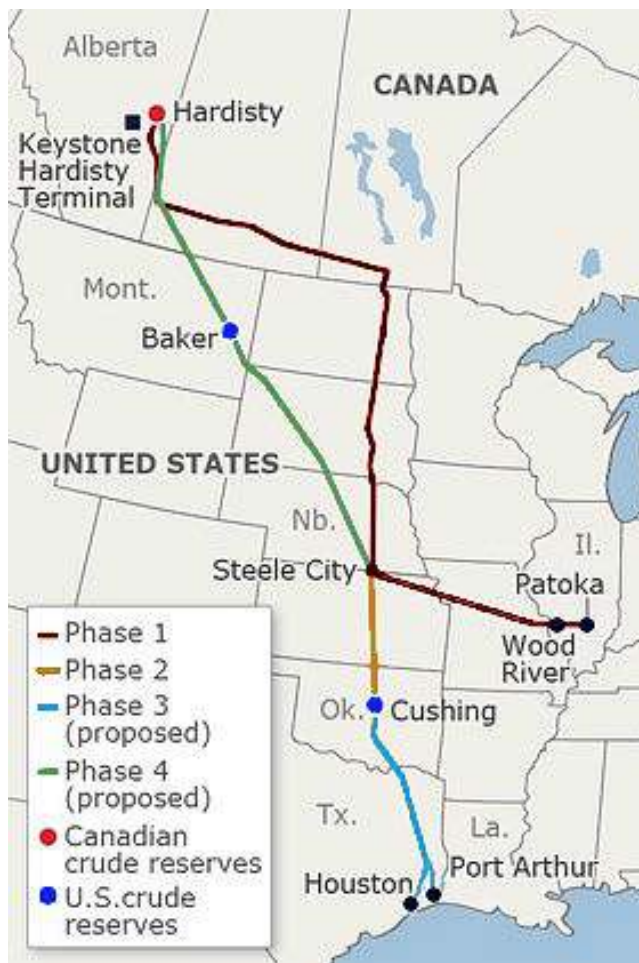 Alberta
CANADA
Hardisty
Keystone
Hardisty
Terminal
Mont.
Baker
UNITED STATES
Nb.
Steele City
Il.
Patoka
Wood
River
Phase 1
Phase 2
Phase 3
(proposed)
Phase 4
(proposed)
Canadian
crude reserves
U.S.crude
reserves
Ok.
Cushing
Tx.
La.
Houston
Port Arthur